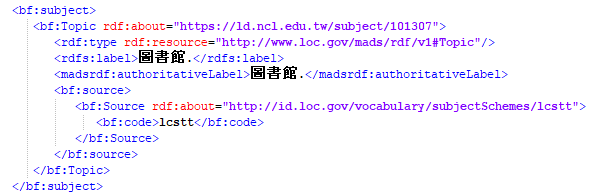 <bf:subject>
<bf:Topic rdf:about="https://ld.ncl.edu.tw/subject/101307">
<rdf:type rdf:resource="http://www.loc.gov/mads/rdf/v1#Topic"/>
<rdfs:label>圖書館.</rdfs:label>
<madsrdf:authoritativeLabel>圖書館.</madsrdf:authoritativeLabel>
<bf:source>
<bf:Source rdf:about="http://id.loc.gov/vocabulary/subjectSchemes/lcstt">
<bf:code>lcstt</bf:code>
</bf:Source>
</bf:source>
</bf:Topic>
</bf:subject>